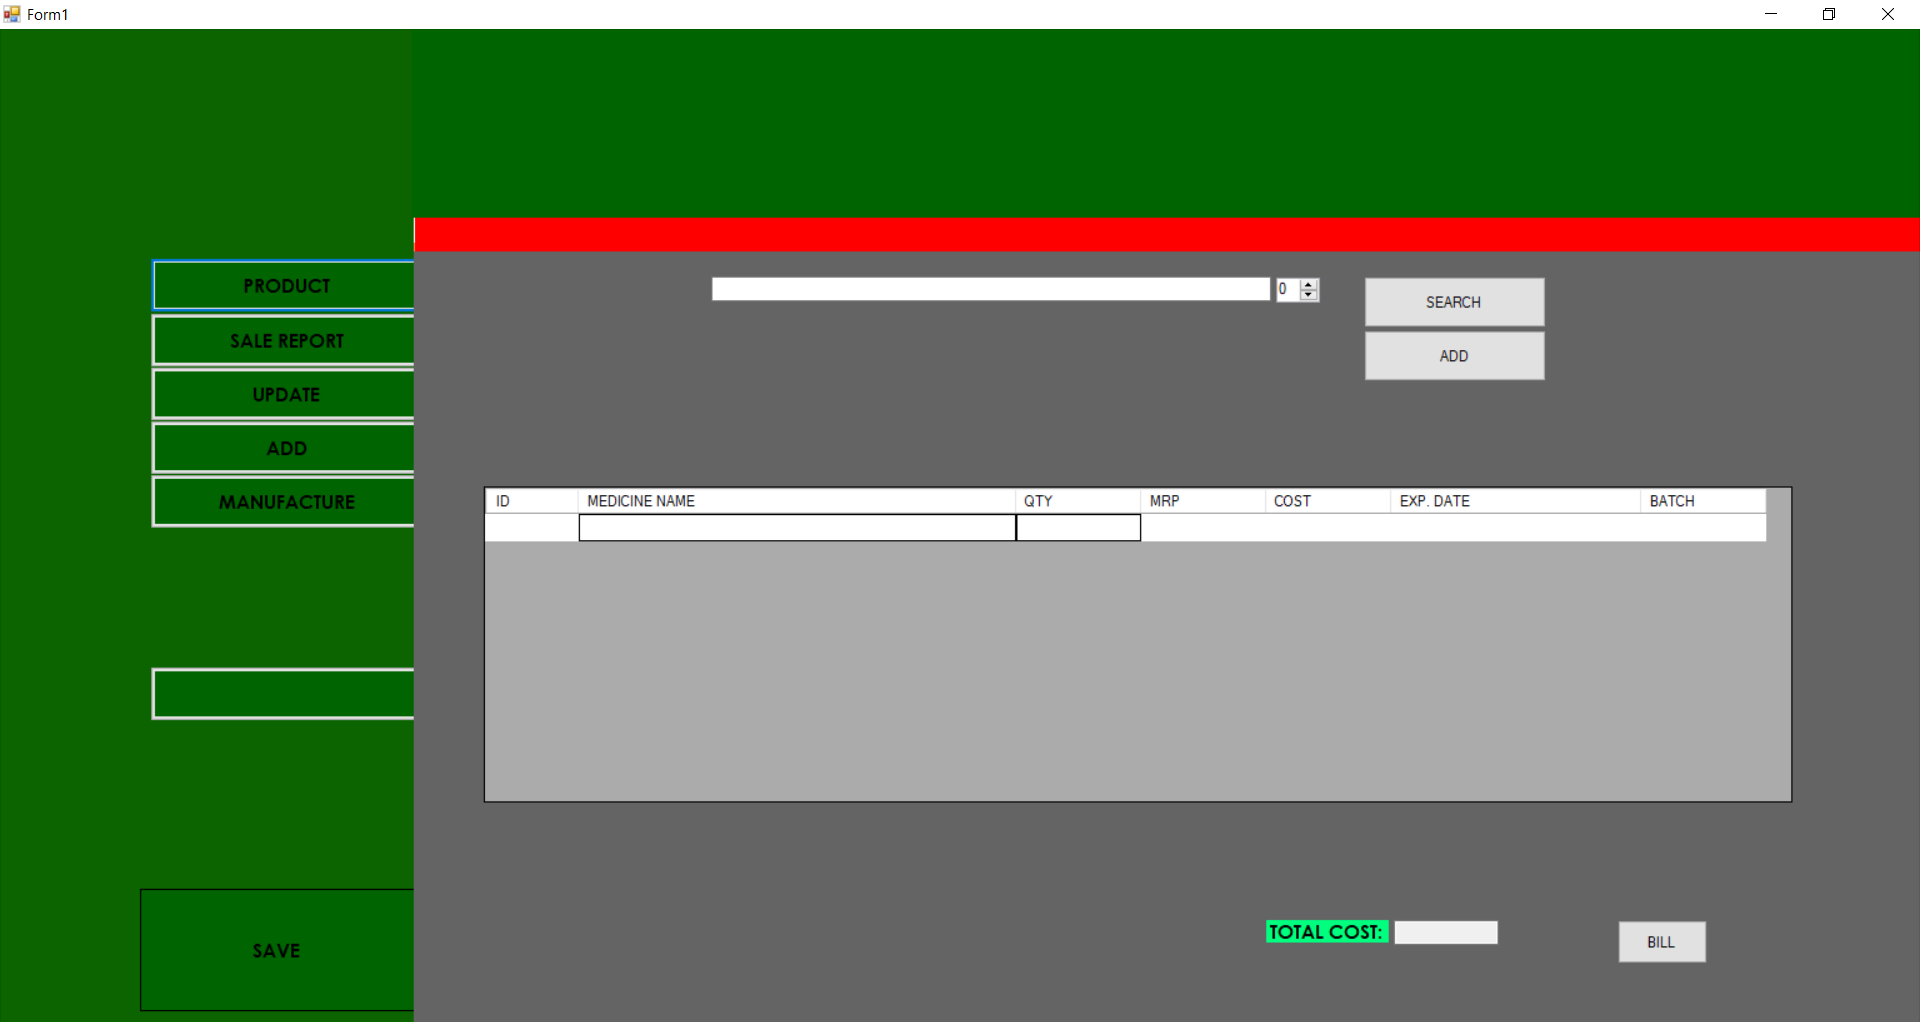 Form1
PRODUCT
SALE REPORT
UPDATE
ADD
MANUFACTURE
SAVE
0
SEARCH
ADD
ID MEDICINE NAME QTY MRP COST EXP. DATE BATCH
TOTAL COST:
BILL